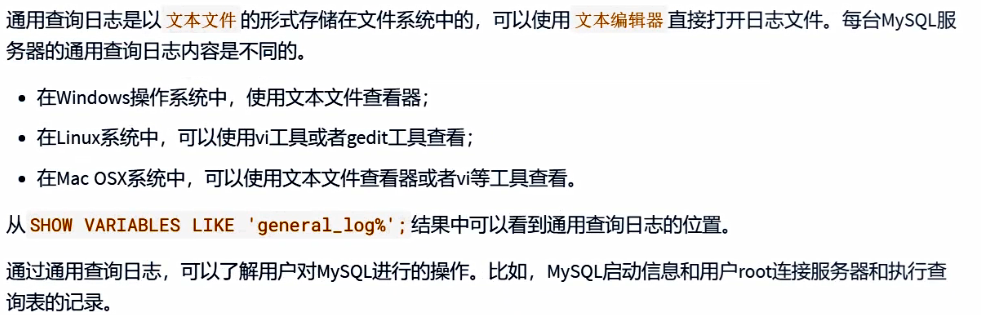 通用查询日志是以 文本文件 的形式存储在文件系统中的，可以使用 文本编辑器 直接打开日志文件。每台MySQL服
务器的通用查询日志内容是不同的。
• 在Windows操作系统中，使用文本文件查看器；
• 在Linux系统中，可以使用vi工具或者gedit工具查看；
• 在Mac OSX系统中，可以使用文本文件查看器或者vi等工具查看。
从 SHOW VARIABLES LIKE 'general_log%'; 结果中可以看到通用查询日志的位置。
通过通用查询日志，可以了解用户对MySQL进行的操作。比如，MySQL启动信息和用户root连接服务器和执行查
询表的记录。